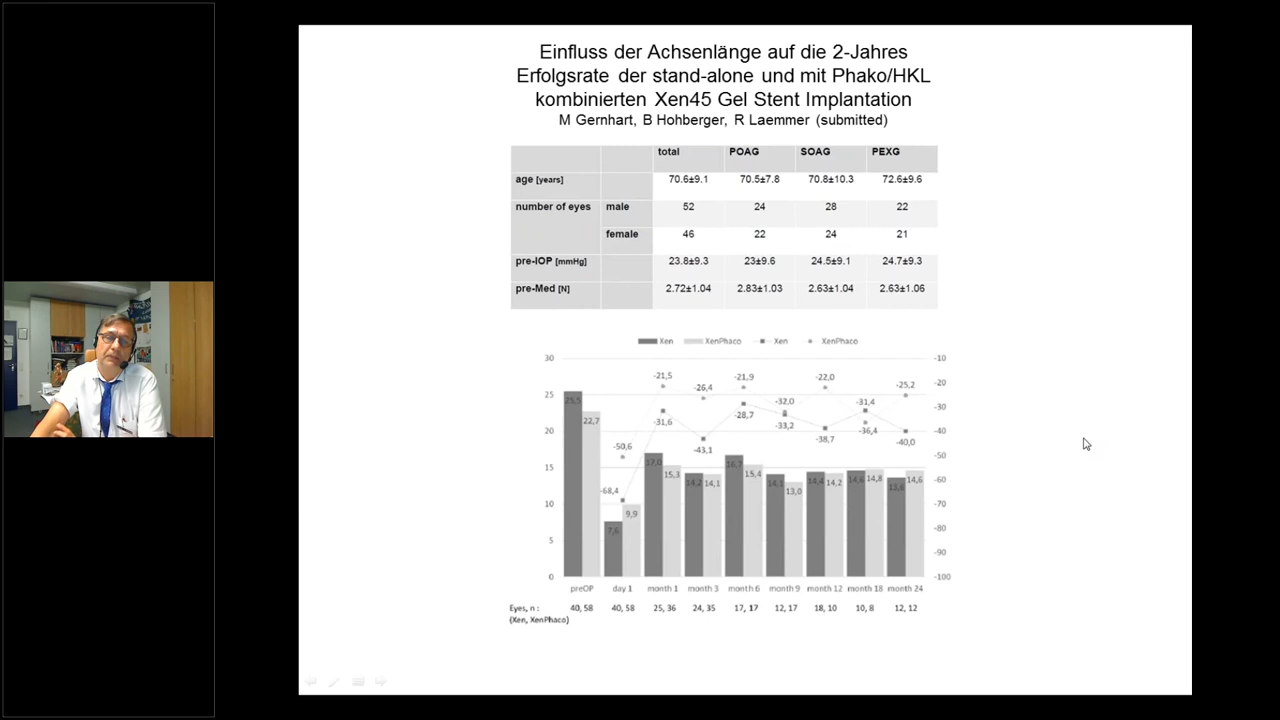 Einfluss der Achsenlänge auf die 2-Jahres
Erfolgsrate der stand-alone und mit Phako/HKL
kombinierten Xen45 Gel Stent Implantation
M Gernhart, B Hohberger, R Laemmer (submitted)
total POAG SOAG PEXG
age [years] 70.6±9.1 70.5±7.8 70.8±10.3 72.6±9.6
number of eyes male 52 24 28 22
female 46 22 24 21
pre-IOP [mmHg] 23.8±9.3 23±9.6 24.5±9.1 24.7±9.3
pre-Med [N] 2.72±1.04 2.83±1.03 2.63±1.04 2.63±1.06
Xen XenPhaco Xen XenPhaco
30 -10
-21,5 -21,9 -22,0 -20
-26,4 -25,2
25 -30
25,5 22,7 -31,6 -28,7 -32,0 -33,2 -31,4 -36,4
20 -38,7 -40,0 -40
-43,1
-50,6 -50
17,0 15,3 14,2 14,1 16,7 15,4 14,1 13,0 14,4 14,2 14,6 14,8 13,6 14,6
15 -60
-68,4
10 -70
7,6 9,9
-80
5
-90
0 -100
preOP day 1 month 1 month 3 month 6 month 9 month 12 month 18 month 24
Eyes, n : 40, 58 40, 58 25, 36 24, 35 17, 17 12, 17 18, 10 10, 8 12, 12
(Xen, XenPhaco)